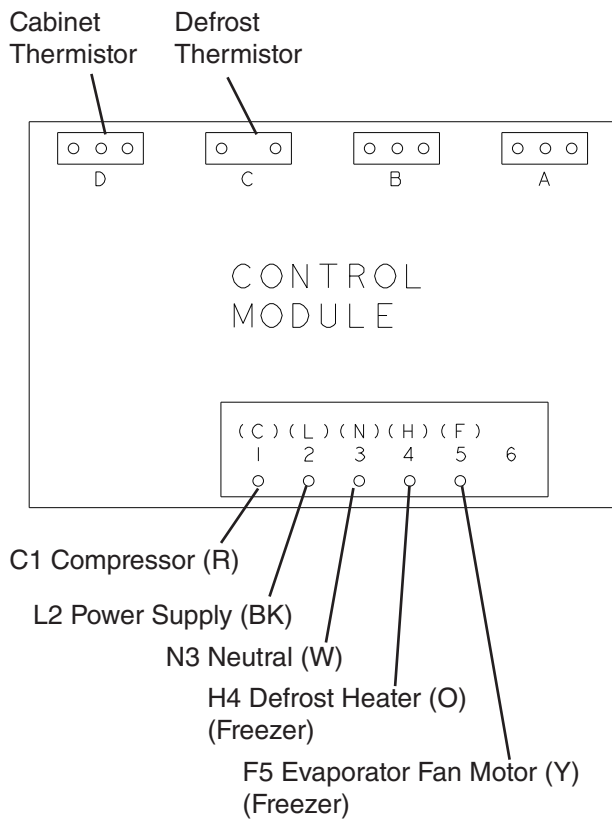 Cabinet
Thermistor
Defrost
Thermistor
D C B A
CONTROL
MODULE
(C) (L) (N) (H) (F)
1 2 3 4 5 6
C1 Compressor (R)
L2 Power Supply (BK)
N3 Neutral (W)
H4 Defrost Heater (O)
(Freezer)
F5 Evaporator Fan Motor (Y)
(Freezer)